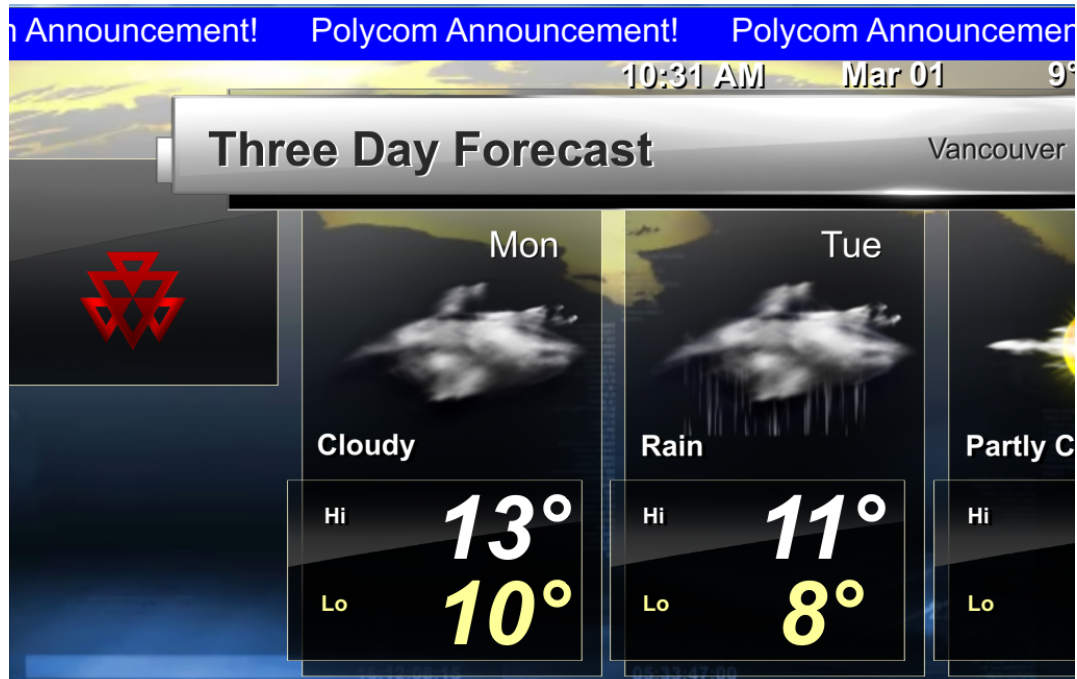 Announcement! Polycom Announcement! Polycom
10:31 AM Mar 01 9°
Three Day Forecast Vancouver
Mon Tue
Cloudy Rain Partly
Hi 13° Hi 11° Hi
Lo 10° Lo 8° Lo